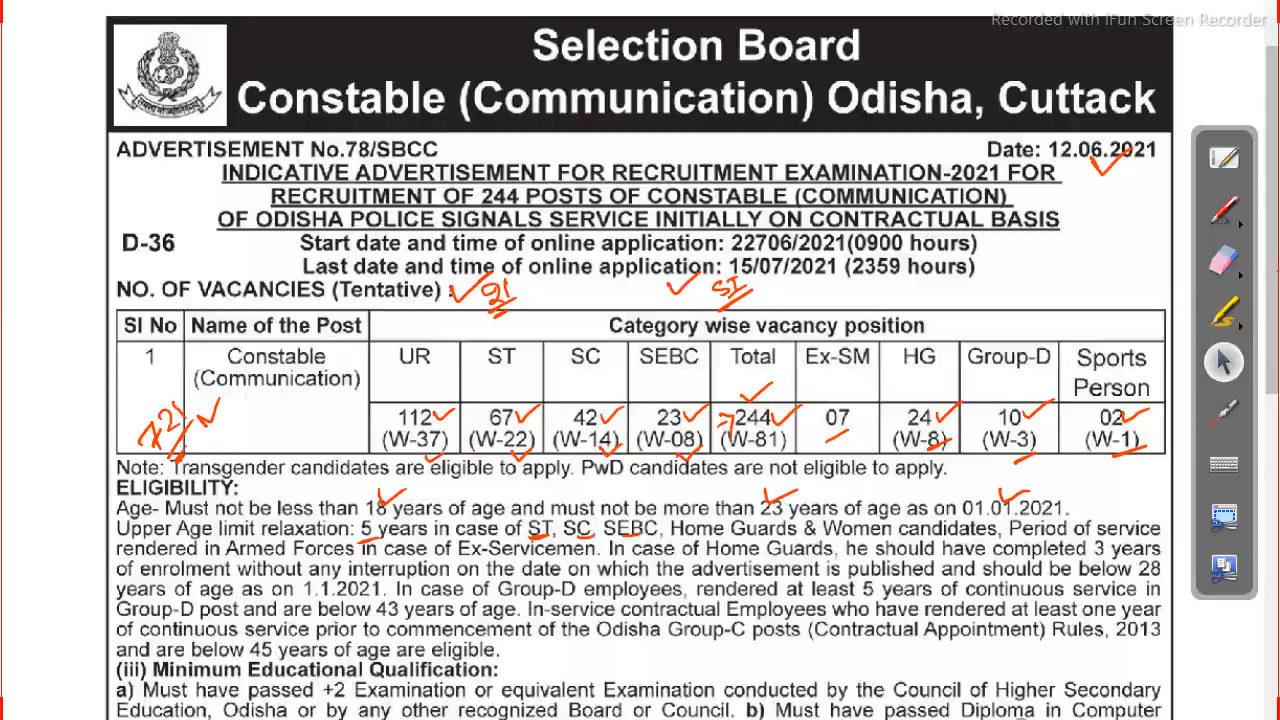 Recorded with iFun Screen Recorder
Selection Board
Constable (Communication) Odisha, Cuttack
ADVERTISEMENT No.78/SBCC Date: 12.06.2021
INDICATIVE ADVERTISEMENT FOR RECRUITMENT EXAMINATION-2021 FOR
RECRUITMENT OF 244 POSTS OF CONSTABLE (COMMUNICATION)
OF ODISHA POLICE SIGNALS SERVICE INITIALLY ON CONTRACTUAL BASIS
D-36 Start date and time of online application: 22706/2021(0900 hours)
Last date and time of online application: 15/07/2021 (2359 hours)
NO. OF VACANCIES (Tentative) :
SI No Name of the Post Category wise vacancy position
1 Constable UR ST SC SEBC Total Ex-SM HG Group-D Sports
(Communication) Person
112 67 42 23 244 07 24 10 02
(W-37) (W-22) (W-14) (W-08) (W-81) (W-8) (W-3) (W-1)
Note: Transgender candidates are eligible to apply. PwD candidates are not eligible to apply.
ELIGIBILITY:
Age- Must not be less than 18 years of age and must not be more than 23 years of age as on 01.01.2021.
Upper Age limit relaxation: 5 years in case of ST, SC, SEBC, Home Guards & Women candidates, Period of service
rendered in Armed Forces in case of Ex-Servicemen. In case of Home Guards, he should have completed 3 years
of enrolment without any interruption on the date on which the advertisement is published and should be below 28
years of age as on 1.1.2021. In case of Group-D employees, rendered at least 5 years of continuous service in
Group-D post and are below 43 years of age. In-service contractual Employees who have rendered at least one year
of continuous service prior to commencement of the Odisha Group-C posts (Contractual Appointment) Rules, 2013
and are below 45 years of age are eligible.
(iii) Minimum Educational Qualification:
a) Must have passed +2 Examination or equivalent Examination conducted by the Council of Higher Secondary
Education, Odisha or by any other recognized Board or Council. b) Must have passed Diploma in Computer